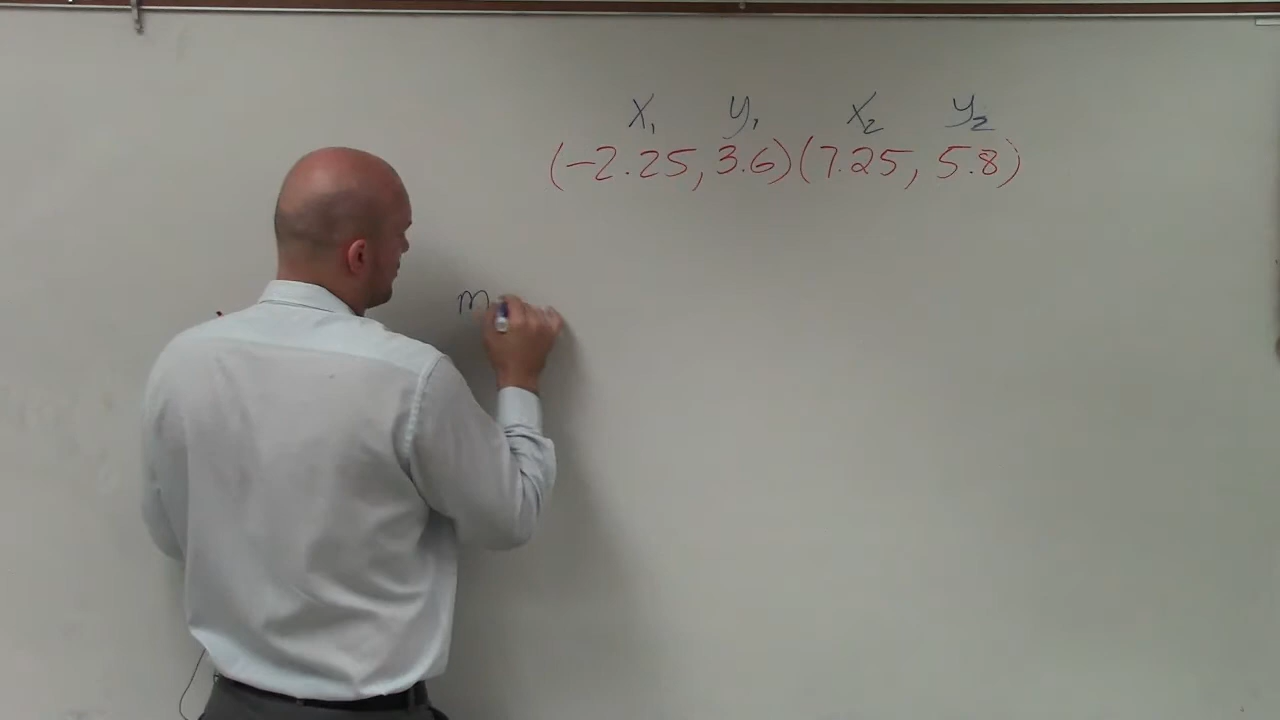 x₁ y₁ x₂ y₂
(-2.25, 3.6)(7.25, 5.8)
m